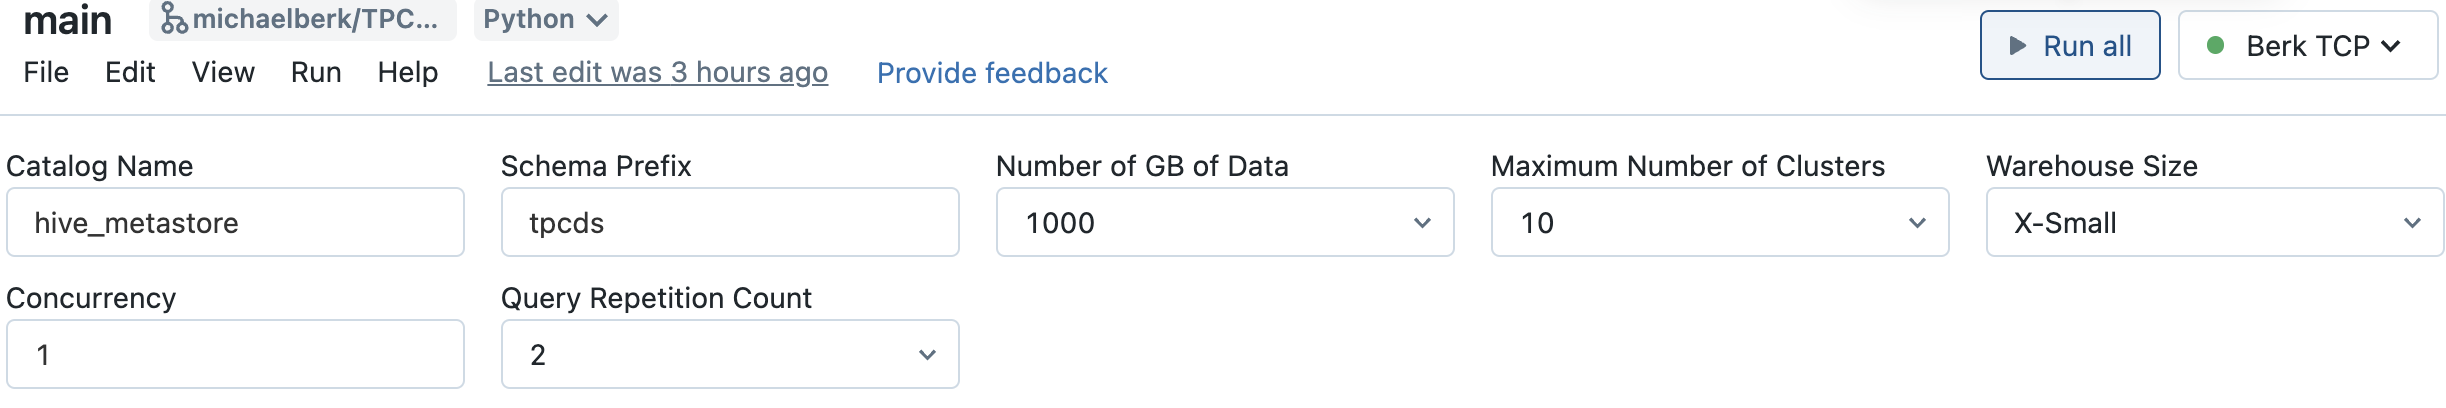 main michaelberk/TPC... Python
File Edit View Run Help Last edit was 3 hours ago Provide feedback Run all Berk TCP
Catalog Name Schema Prefix Number of GB of Data Maximum Number of Clusters Warehouse Size
hive_metastore tpcds 1000 10 X-Small
Concurrency Query Repetition Count
1 2